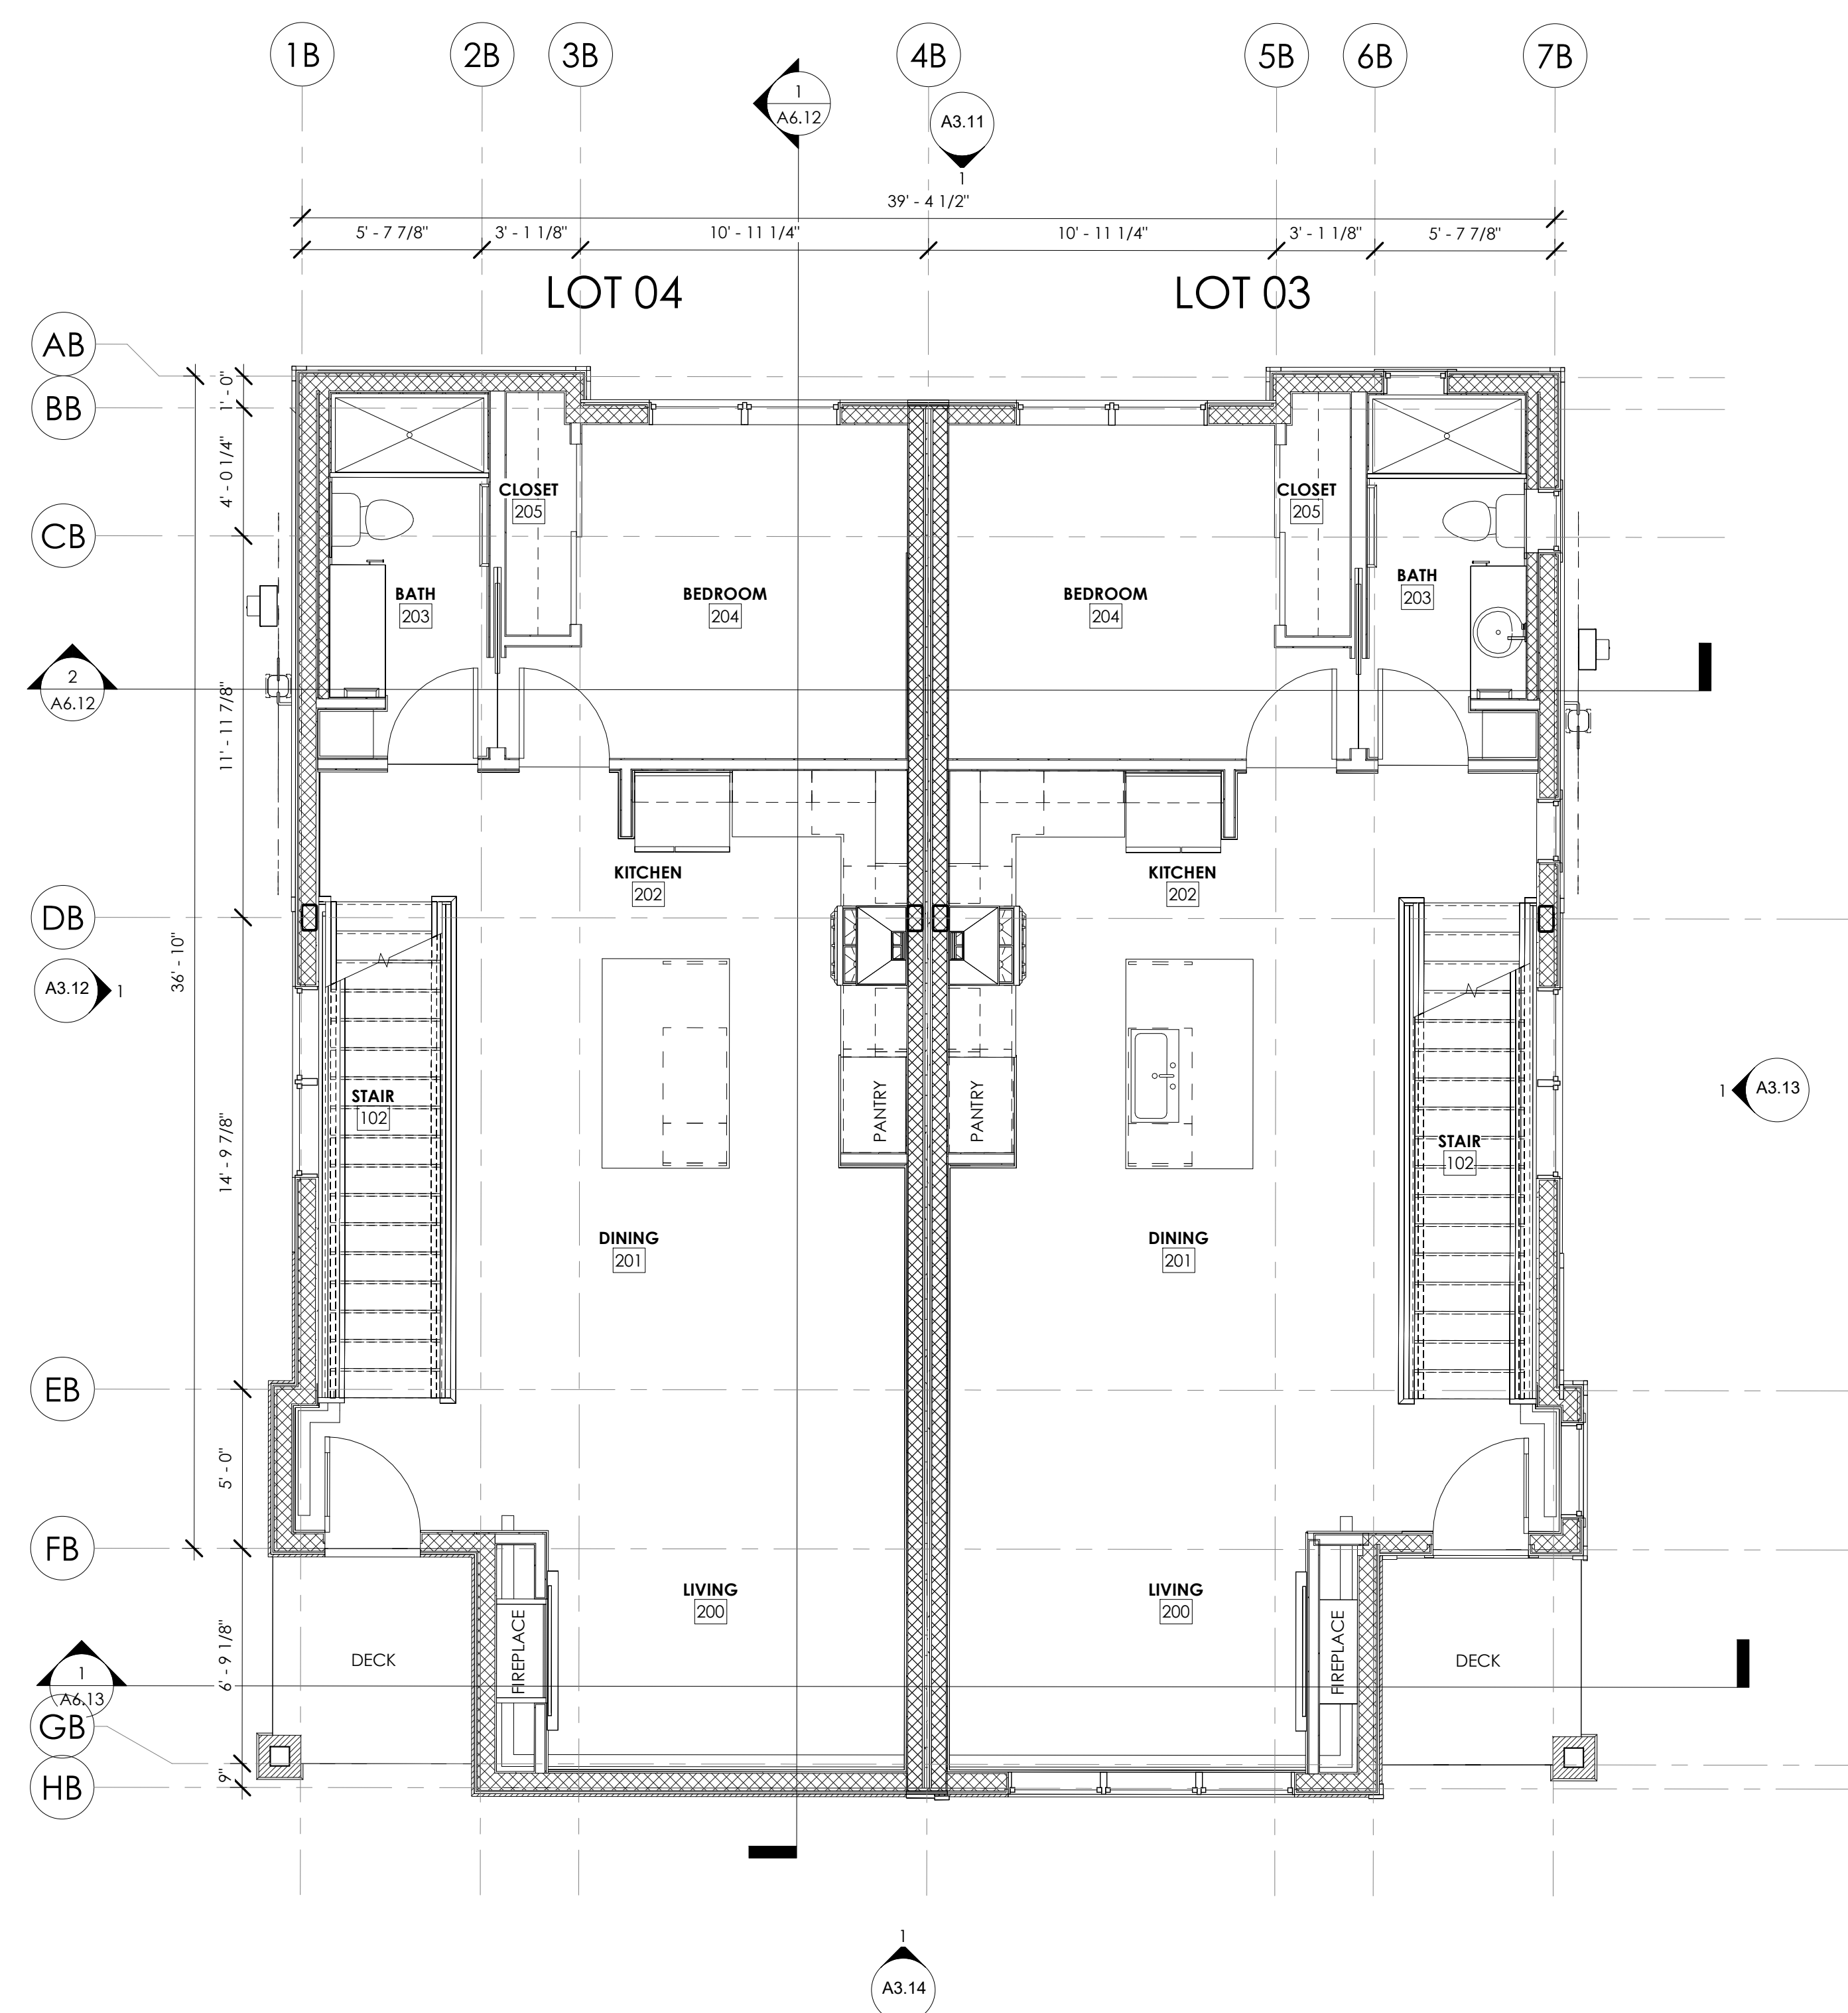 1B
2B
3B
4B
5B
6B
7B
1
A6.12
A3.11
1
39' - 4 1/2"
5' - 7 7/8"
3' - 1 1/8"
10' - 11 1/4"
10' - 11 1/4"
3' - 1 1/8"
5' - 7 7/8"
LOT 04
LOT 03
AB
BB
1' - 0"
4' - 0 1/4"
CB
CLOSET
205
CLOSET
205
BATH
203
BEDROOM
204
BEDROOM
204
BATH
203
2
A6.12
11' - 11 7/8"
KITCHEN
202
KITCHEN
202
DB
36' - 10"
A3.12
1
14' - 9 7/8"
STAIR
102
PANTRY
PANTRY
1
A3.13
STAIR
102
DINING
201
DINING
201
EB
5' - 0"
FB
LIVING
200
LIVING
200
6' - 9 1/8"
DECK
FIREPLACE
FIREPLACE
DECK
1
A6.13
GB
9"
HB
1
A3.14